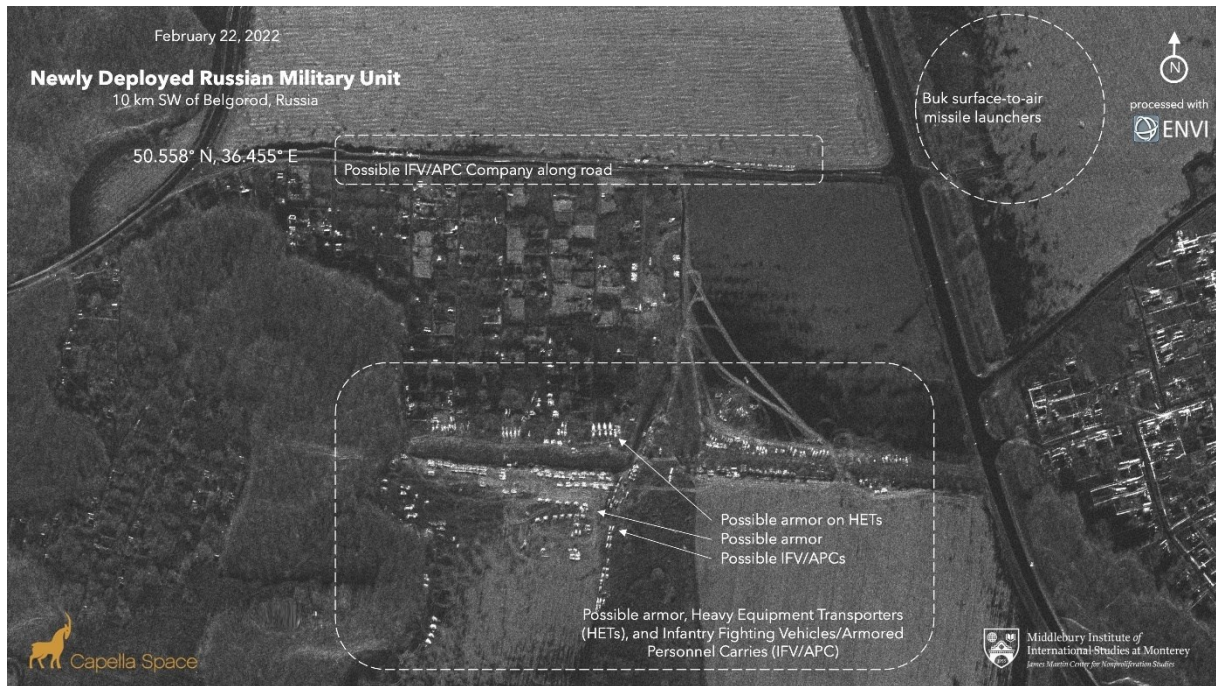 February 22, 2022
Newly Deployed Russian Military Unit
10 km SW of Belgorod, Russia
50.558° N, 36.455° E
Possible IFV/APC Company along road
Buk surface-to-air
missile launchers
N
processed with
ENVI
Possible armor on HETs
Possible armor
Possible IFV/APCs
Possible armor, Heavy Equipment Transporters
(HETs), and Infantry Fighting Vehicles/Armored
Personnel Carries (IFV/APC)
Capella Space
Middlebury Institute of
International Studies at Monterey
James Martin Center for Nonproliferation Studies